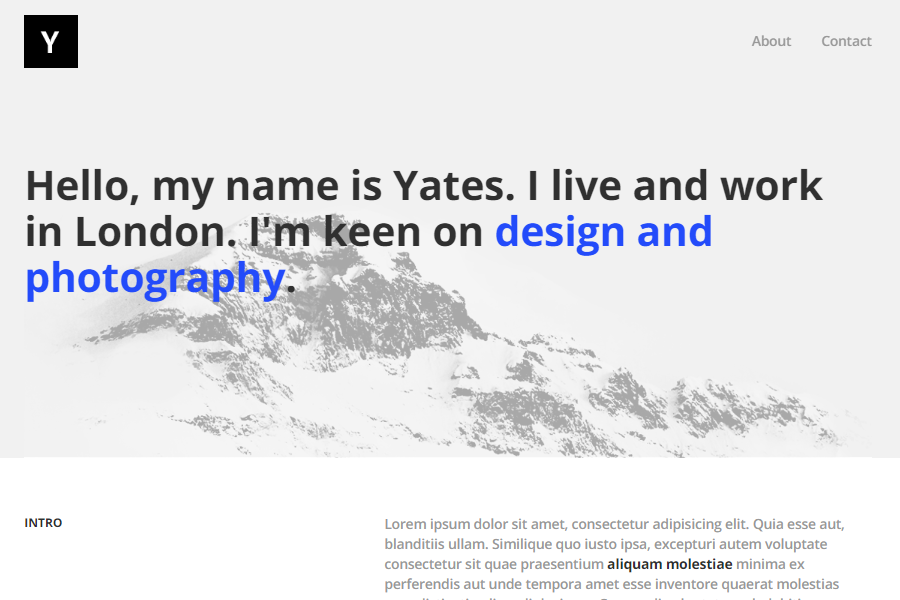 Y
About Contact
Hello, my name is Yates. I live and work
in London. I'm keen on design and
photography.
INTRO
Lorem ipsum dolor sit amet, consectetur adipisicing elit. Quia esse aut,
blanditiis ullam. Similique quo iusto ipsa, excepturi autem voluptate
consectetur sit quae praesentium aliquam molestiae minima ex
perferendis aut unde tempora amet esse inventore quaerat molestias